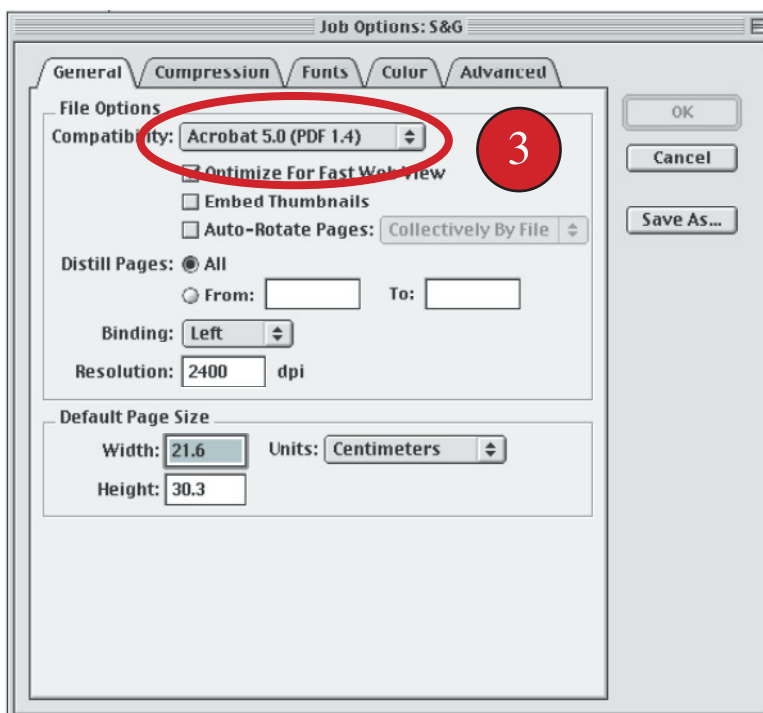 Job Options: S&G
General Compression Fonts Color Advanced
File Options
Compatibility: Acrobat 5.0 (PDF 1.4)
3
OK
Optimize For Fast Web View
Cancel
Embed Thumbnails
Auto-Rotate Pages: Collectively By File
Save As...
Distill Pages: All
From: To:
Binding: Left
Resolution: 2400 dpi
Default Page Size
Width: 21.6 Units: Centimeters
Height: 30.3